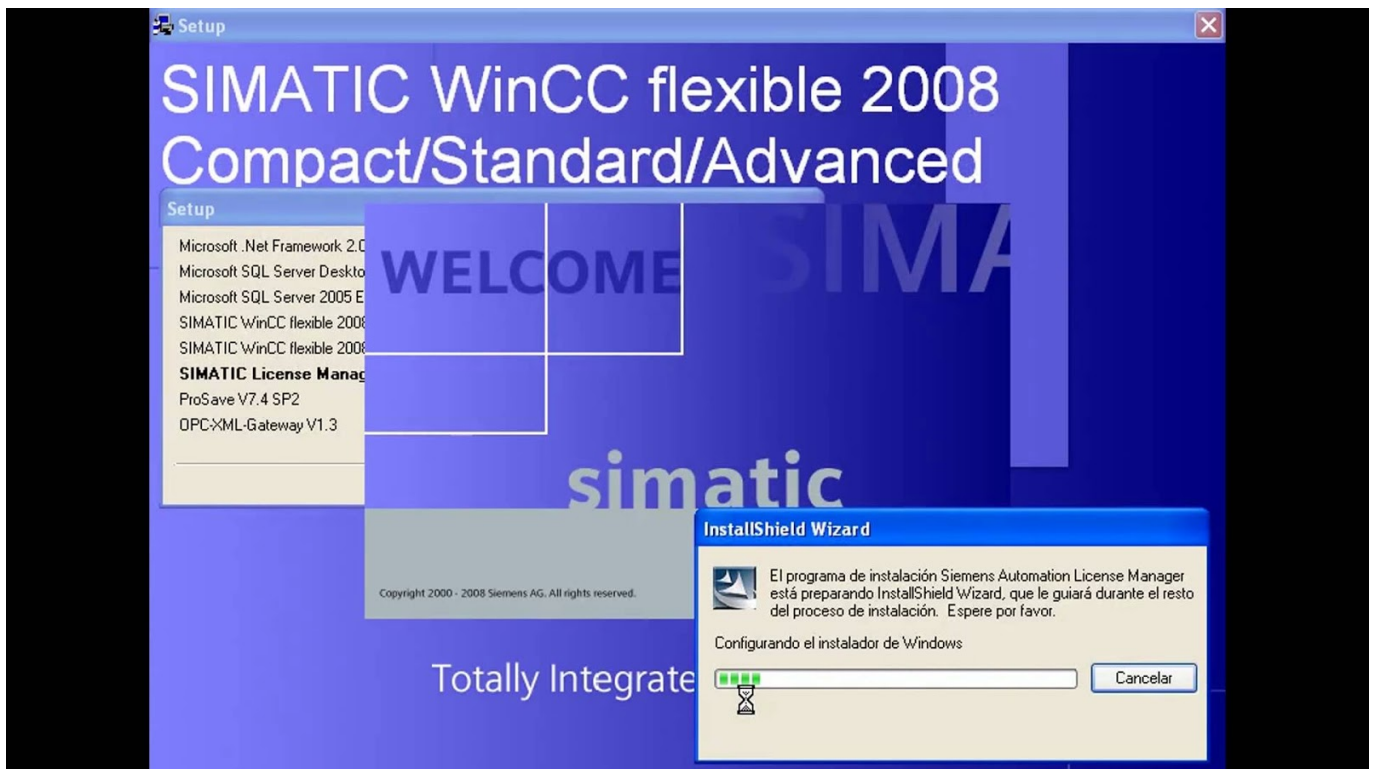 Setup
SIMATIC WinCC flexible 2008
Compact/Standard/Advanced
Setup
Microsoft .Net Framework 2.0
Microsoft SQL Server
Microsoft SQL Server 2005
SIMATIC WinCC flexible 2008
SIMATIC WinCC flexible 2008
SIMATIC License
ProSave V7.4 SP2
OPC-XML-Gateway V1.3
WELCOME
SIMA
simatic
Copyright 2000 - 2008 Siemens AG. All rights reserved.
Totally
InstallShield Wizard
El programa de instalación Siemens Automation License Manager
está preparando InstallShield Wizard, que le guiará durante el resto
del proceso de instalación. Espere por favor.
Configurando el instalador de Windows
Cancelar